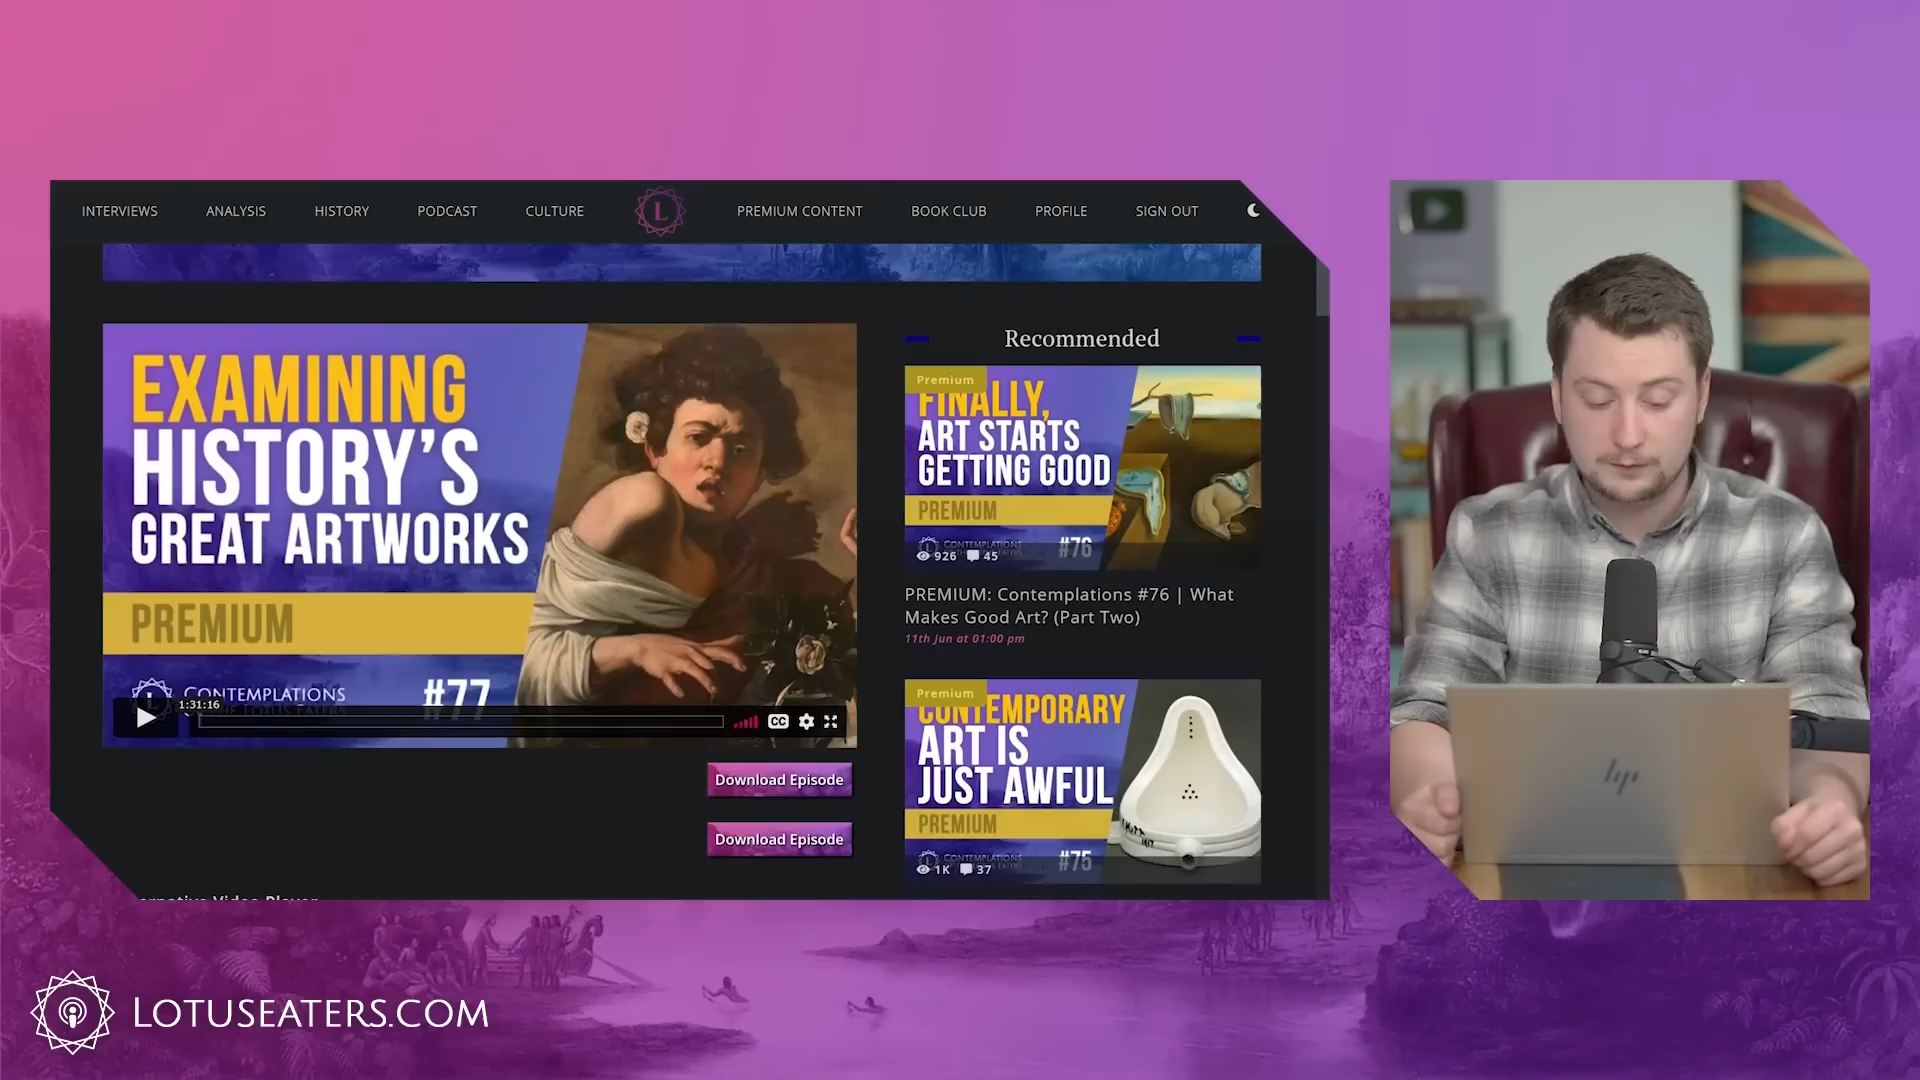 INTERVIEWS ANALYSIS HISTORY PODCAST CULTURE L PREMIUM CONTENT BOOK CLUB PROFILE SIGN OUT
EXAMINING
HISTORY'S
GREAT ARTWORKS
PREMIUM
CONTEMPLATIONS
#77
1:31:16
CC
Download Episode
Download Episode
Recommended
Premium
FINALLY,
ART STARTS
GETTING GOOD
PREMIUM
CONTEMPLATIONS
#76
926 45
PREMIUM: Contemplations #76 | What
Makes Good Art? (Part Two)
11th Jun at 01:00 pm
Premium
CONTEMPORARY
ART IS
JUST AWFUL
PREMIUM
CONTEMPLATIONS
#75
1K 37
hp
LOTUSEATERS.COM